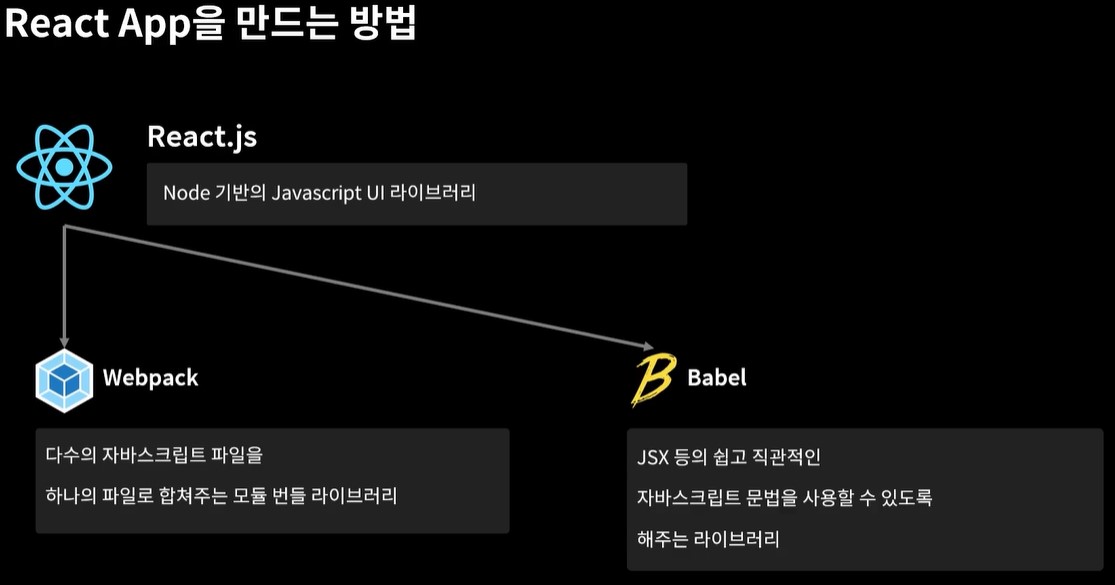 React App을 만드는 방법
React.js
Node 기반의 Javascript UI 라이브러리
Webpack
다수의 자바스크립트 파일을
하나의 파일로 합쳐주는 모듈 번들 라이브러리
Babel
JSX 등의 쉽고 직관적인
자바스크립트 문법을 사용할 수 있도록
해주는 라이브러리